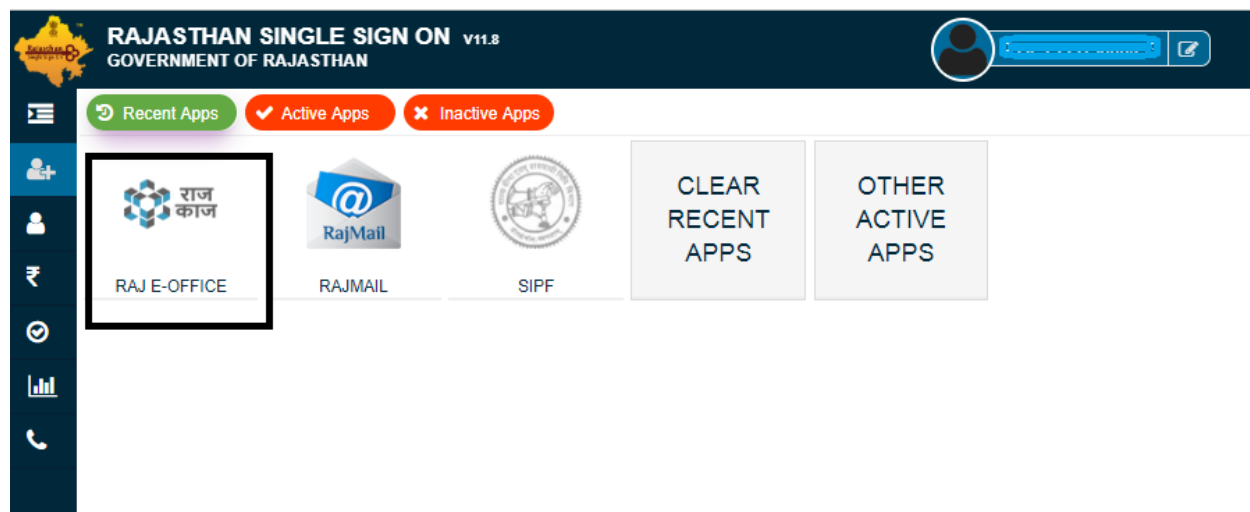 RAJASTHAN SINGLE SIGN ON V11.8
GOVERNMENT OF RAJASTHAN
Recent Apps
Active Apps
Inactive Apps
राज
काज
RAJ E-OFFICE
@
RajMail
RAJMAIL
SIPF
CLEAR
RECENT
APPS
OTHER
ACTIVE
APPS
₹